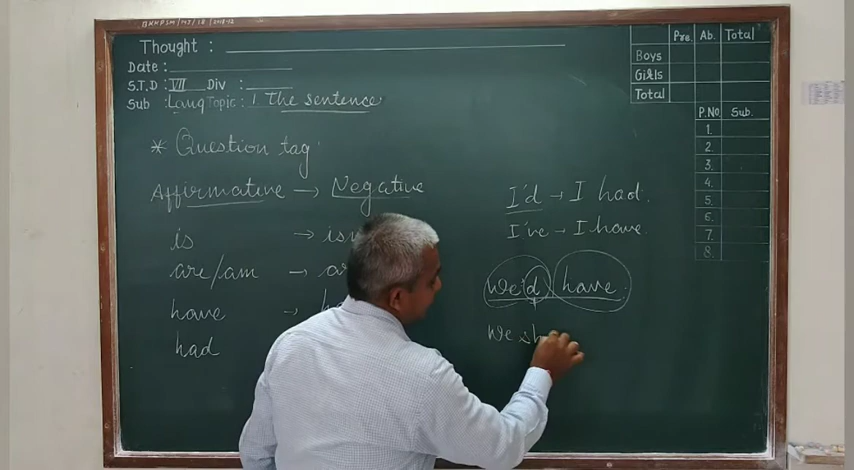 Thought :
Date :
S.T.D : VII Div :
Sub : Lang Topic : 1 The sentence
* Question tag
Affirmative → Negative
is →
are/am →
have →
had
I'd → I had.
I've → I have.
We'd have.
We sh
Pre. Ab. Total
Boys
Girls
Total
P.NO. Sub.
1.
2.
3.
4.
5.
6.
7.
8.